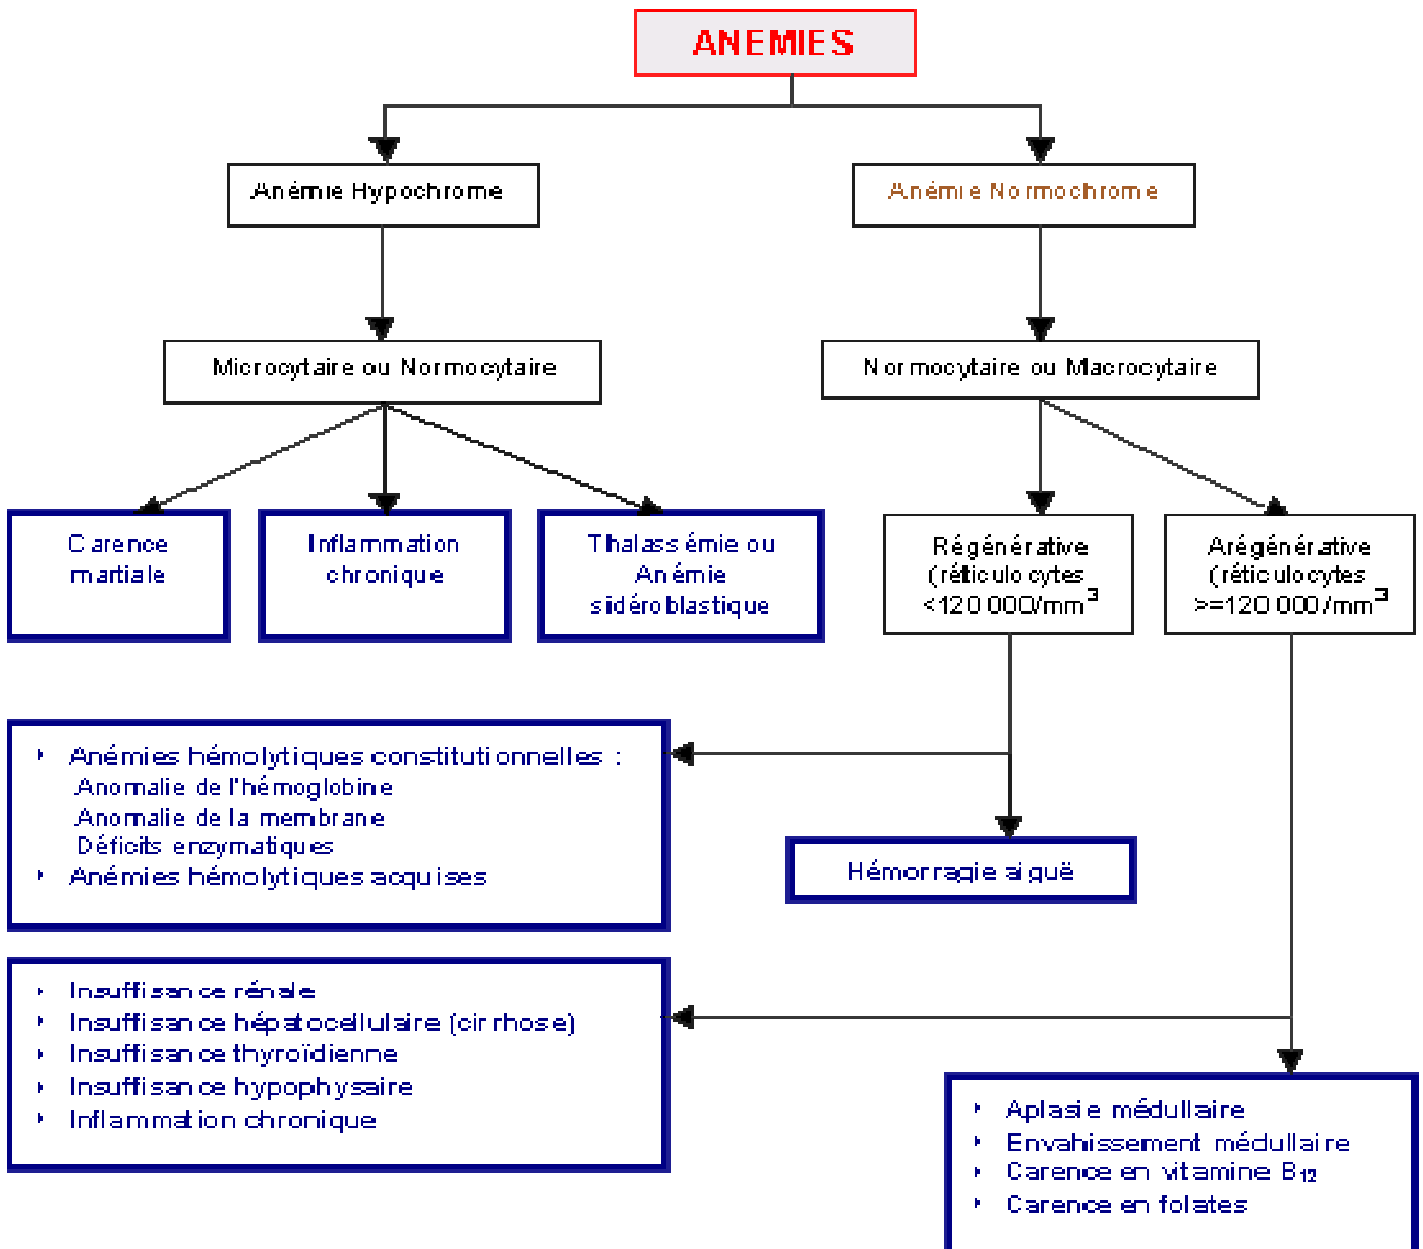 ANEMIES
Anémie Hypochrome
Anémie Normochrome
Microcytaire ou Normocytaire
Normocytaire ou Macrocytaire
Carence
martiale
Inflammation
chronique
Thalassémie ou
Anémie
sidéroblastique
Régénérative
(réticulocytes
<120 000/mm³
Arégénérative
(réticulocytes
>=120 000/mm³
‣ Anémies hémolytiques constitutionnelles :
Anomalie de l'hémoglobine
Anomalie de la membrane
Déficits enzymatiques
‣ Anémies hémolytiques acquises
Hémorragie aiguë
‣ Insuffisance rénale
‣ Insuffisance hépatocellulaire (cirrhose)
‣ Insuffisance thyroïdienne
‣ Insuffisance hypophysaire
‣ Inflammation chronique
‣ Aplasie médullaire
‣ Envahissement médullaire
‣ Carence en vitamine B₁₂
‣ Carence en folates